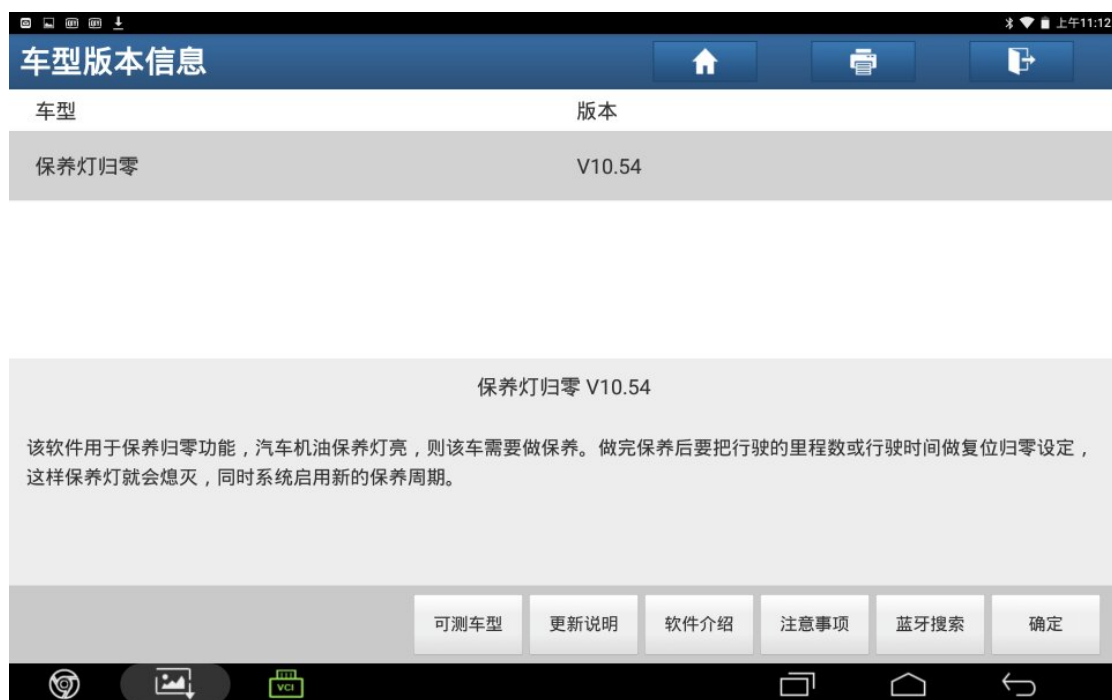 上午11:12
车型版本信息
车型 版本
保养灯归零 V10.54
保养灯归零 V10.54
该软件用于保养归零功能，汽车机油保养灯亮，则该车需要做保养。做完保养后要把行驶的里程数或行驶时间做复位归零设定，
这样保养灯就会熄灭，同时系统启用新的保养周期。
可测车型 更新说明 软件介绍 注意事项 蓝牙搜索 确定
VCI